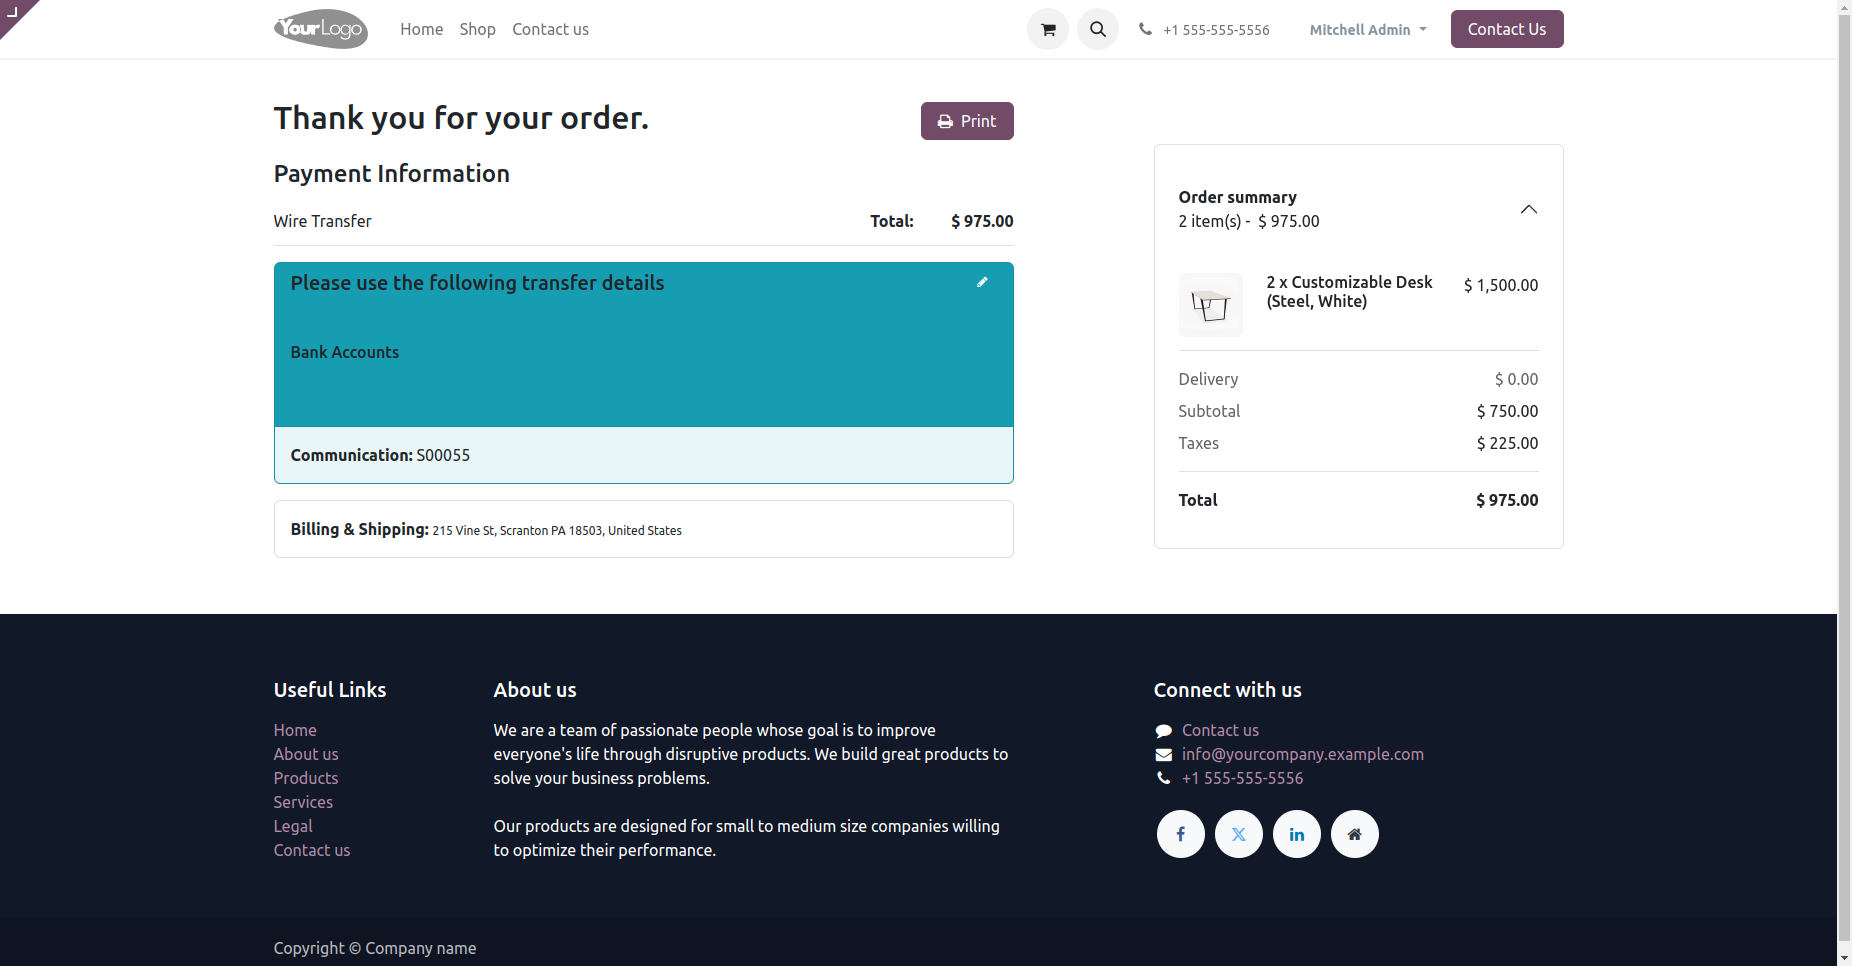 YourLogo
Home
Shop
Contact us
+1 555-555-5556
Mitchell Admin
Contact Us
Thank you for your order.
Print
Payment Information
Wire Transfer
Total:
$ 975.00
Please use the following transfer details
Bank Accounts
Communication: S00055
Billing & Shipping: 215 Vine St, Scranton PA 18503, United States
Order summary
2 item(s) - $ 975.00
2 x Customizable Desk
(Steel, White)
$ 1,500.00
Delivery
$ 0.00
Subtotal
$ 750.00
Taxes
$ 225.00
Total
$ 975.00
Useful Links
Home
About us
Products
Services
Legal
Contact us
About us
We are a team of passionate people whose goal is to improve
everyone's life through disruptive products. We build great products to
solve your business problems.
Our products are designed for small to medium size companies willing
to optimize their performance.
Connect with us
Contact us
info@yourcompany.example.com
+1 555-555-5556
Copyright © Company name